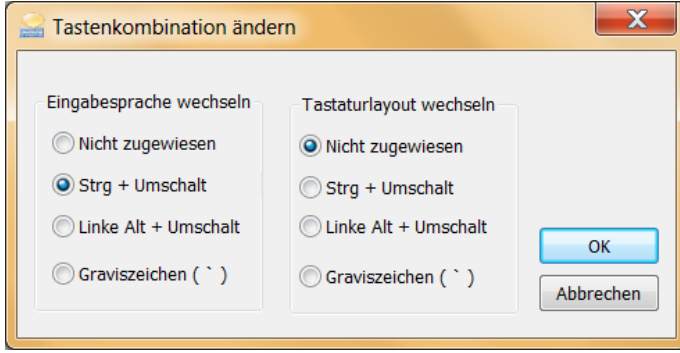 Tastenkombination ändern
Eingabesprache wechseln
Nicht zugewiesen
Strg + Umschalt
Linke Alt + Umschalt
Graviszeichen ( ` )
Tastaturlayout wechseln
Nicht zugewiesen
Strg + Umschalt
Linke Alt + Umschalt
Graviszeichen ( ` )
OK
Abbrechen